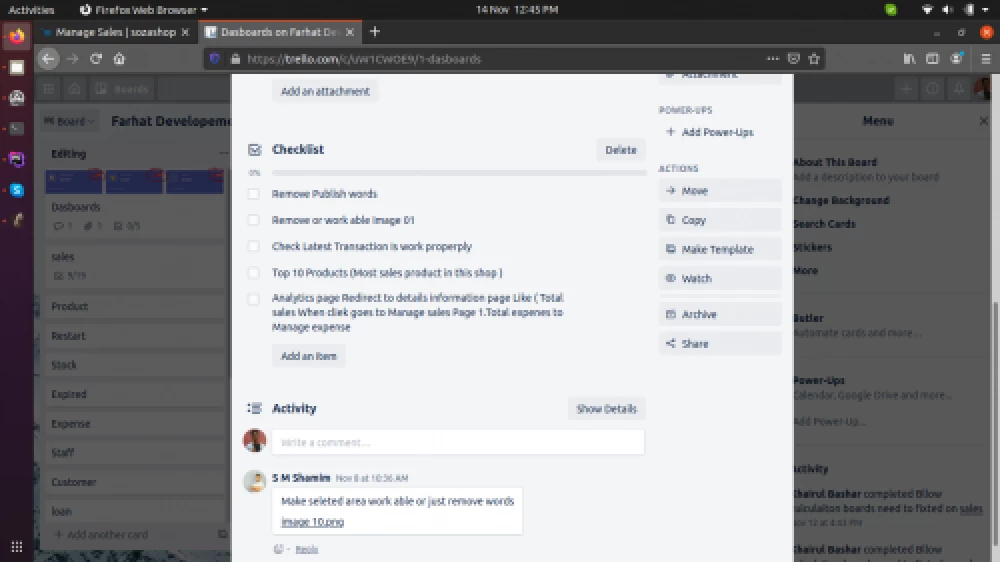 Activities
Firefox Web Browser
14 Nov 12:45 PM
Manage Sales | sozashop
Dasboards on Farhat De
https://trello.com/c/uW1CWOE9/1-dasboards
Boards
Board
Farhat Developeme
Editing
Dasboards
1 1 0/5
sales
9/19
Product
Restart
Stock
Expired
Expense
Staff
Customer
loan
+ Add another card
Add an attachment
Checklist
Delete
0%
Remove Publish words
Remove or work able Image 01
Check Latest Transaction is work properply
Top 10 Products (Most sales product in this shop )
Analytics page Redirect to details information page Like ( Total
sales When cliek goes to Manage sales Page 1.Total expenes to
Manage expense
Add an item
Activity
Show Details
Write a comment...
S M Shamim Nov 8 at 10:36 AM
Make seleted area work able or just remove words
image 10.png
Reply
Attachment
POWER-UPS
+ Add Power-Ups
ACTIONS
Move
Copy
Make Template
Watch
Archive
Share
Menu
About This Board
Add a description to your board
Change Background
Search Cards
Stickers
More
Butler
Automate cards and more...
Power-Ups
Calendar, Google Drive and more...
Add Power-Up...
Activity
Khairul Bashar completed Bllow
calculaiton boards need to fixted on sales
Nov 12 at 4:03 PM
Khairul Bashar completed Bllow